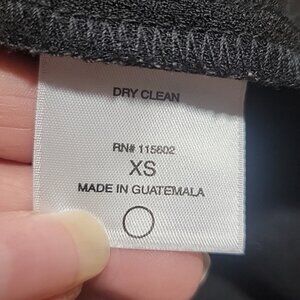 DRY CLEAN
RN# 115602
XS
MADE IN GUATEMALA